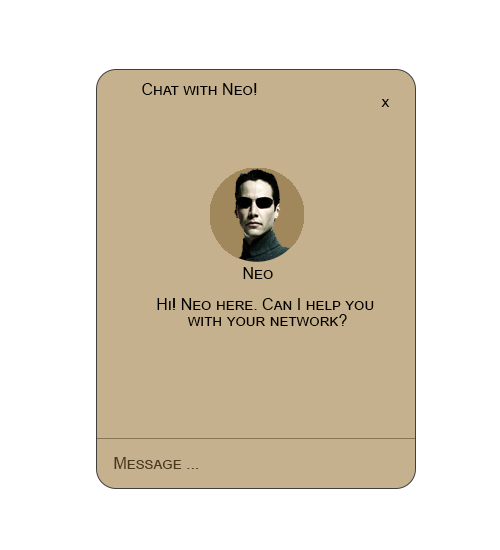 Chat with Neo!
x
Neo
Hi! Neo here. Can I help you
with your network?
Message ...